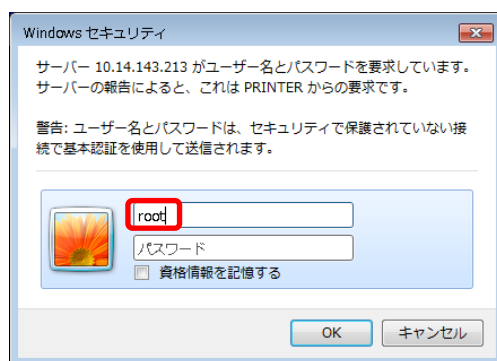 Windows セキュリティ
サーバー 10.14.143.213 がユーザー名とパスワードを要求しています。
サーバーの報告によると、これは PRINTER からの要求です。
警告: ユーザー名とパスワードは、セキュリティで保護されていない接
続で基本認証を使用して送信されます。
root
パスワード
資格情報を記憶する
OK
キャンセル